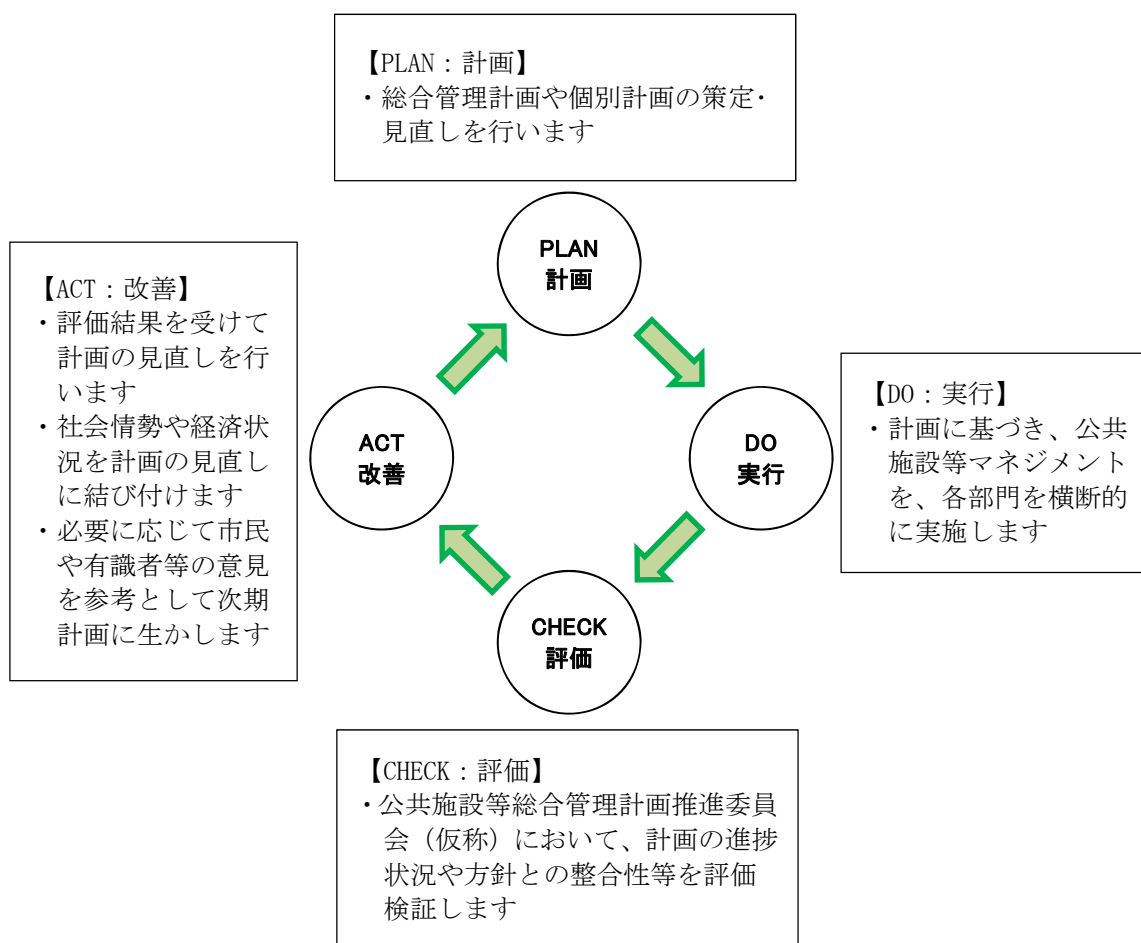 【PLAN：計画】
・総合管理計画や個別計画の策定・
見直しを行います
PLAN
計画
【ACT：改善】
・評価結果を受けて
計画の見直しを行
います
・社会情勢や経済状
況を計画の見直し
に結び付けます
・必要に応じて市民
や有識者等の意見
を参考として次期
計画に生かします
ACT
改善
DO
実行
【DO：実行】
・計画に基づき、公共
施設等マネジメント
を、各部門を横断的
に実施します
CHECK
評価
【CHECK：評価】
・公共施設等総合管理計画推進委員
会（仮称）において、計画の進捗
状況や方針との整合性等を評価
検証します